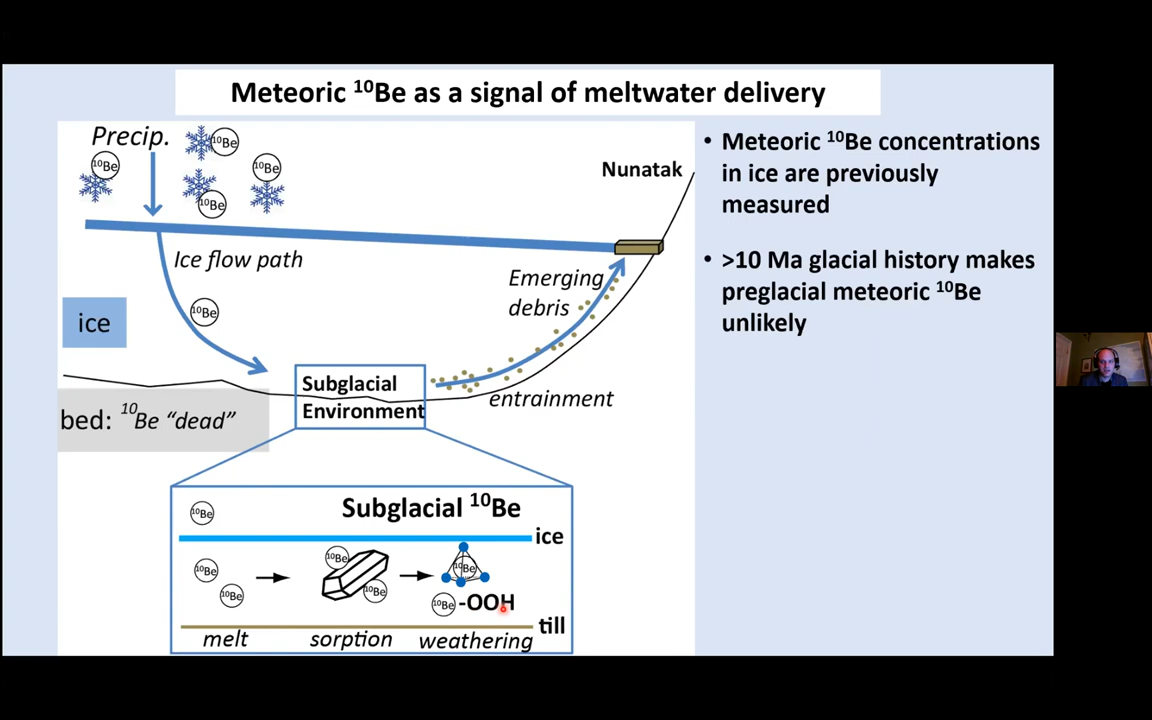 Meteoric ¹⁰Be as a signal of meltwater delivery
Precip.
¹⁰Be
¹⁰Be
¹⁰Be
¹⁰Be
Nunatak
Ice flow path
Emerging
debris
¹⁰Be
ice
Subglacial
Environment
entrainment
bed: ¹⁰Be “dead”
Subglacial ¹⁰Be
¹⁰Be
ice
¹⁰Be
¹⁰Be
¹⁰Be
¹⁰Be
¹⁰Be
¹⁰Be -OOH
till
melt
sorption
weathering
• Meteoric ¹⁰Be concentrations
in ice are previously
measured
• >10 Ma glacial history makes
preglacial meteoric ¹⁰Be
unlikely